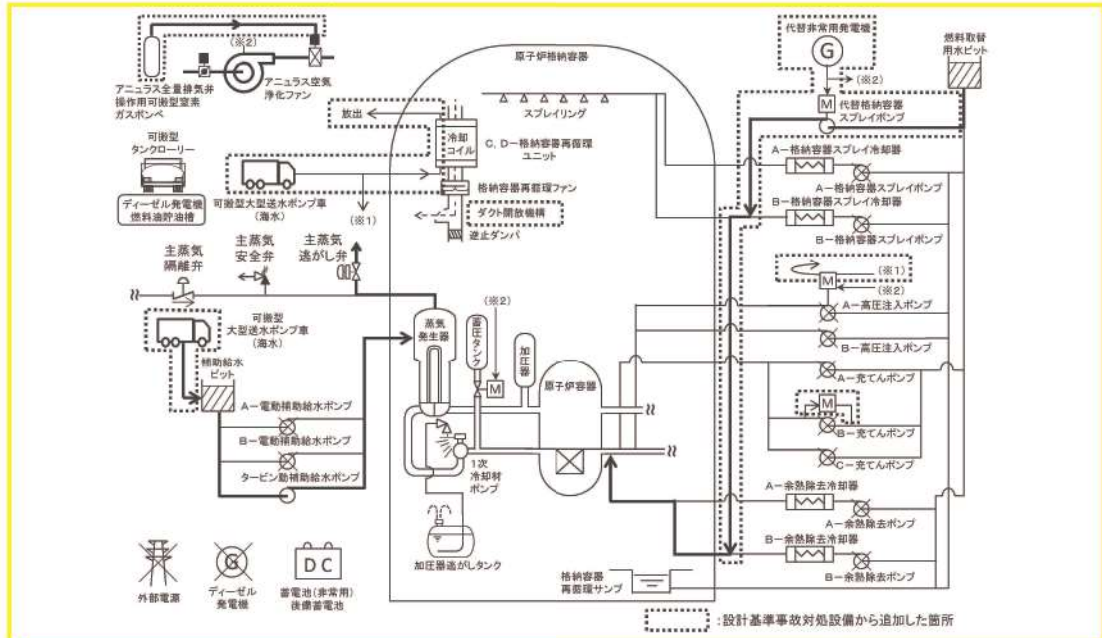 (※2)
アニュラス全量排気弁
操作用可搬型窒素
ガスボンベ
アニュラス空気
浄化ファン
可搬型
タンクローリー
ディーゼル発電機
燃料油貯油槽
可搬型大型送水ポンプ車
(海水)
(※1)
放出
冷却
コイル
C,D-格納容器再循環
ユニット
格納容器再循環ファン
ダクト開放機構
逆止ダンパ
原子炉格納容器
スプレイリング
代替非常用発電機
G
(※2)
M
代替格納容器
スプレイポンプ
燃料取替
用水ピット
A-格納容器スプレイ冷却器
A-格納容器スプレイポンプ
B-格納容器スプレイ冷却器
B-格納容器スプレイポンプ
主蒸気
隔離弁
主蒸気
安全弁
主蒸気
逃がし弁
可搬型
大型送水ポンプ車
(海水)
補助給水
ピット
A-電動補助給水ポンプ
B-電動補助給水ポンプ
タービン動補助給水ポンプ
蒸気
発生器
蓄圧タンク
(※2)
M
加圧器
原子炉容器
1次
冷却材
ポンプ
加圧器逃がしタンク
(※1)
M
(※2)
A-高圧注入ポンプ
B-高圧注入ポンプ
A-充てんポンプ
M
B-充てんポンプ
C-充てんポンプ
A-余熱除去冷却器
A-余熱除去ポンプ
B-余熱除去冷却器
B-余熱除去ポンプ
格納容器
再循環サンプ
外部電源
G
ディーゼル
発電機
DC
蓄電池(非常用)
後備蓄電池
:設計基準事故対処設備から追加した箇所